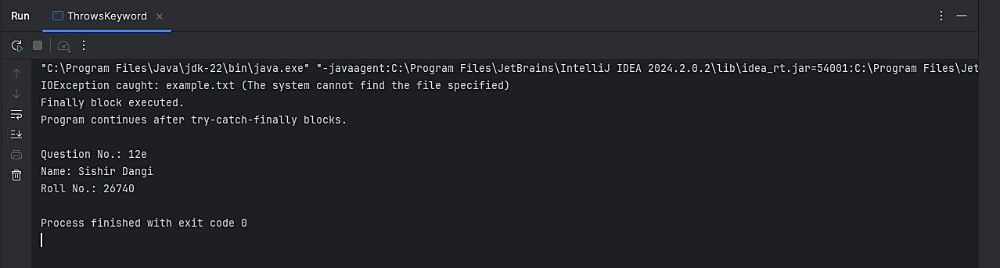 Run ThrowsKeyword
"C:\Program Files\Java\jdk-22\bin\java.exe" "-javaagent:C:\Program Files\JetBrains\IntelliJ IDEA 2024.2.0.2\lib\idea_rt.jar=54001:C:\Program Files\Jet
IOException caught: example.txt (The system cannot find the file specified)
Finally block executed.
Program continues after try-catch-finally blocks.
Question No.: 12e
Name: Sishir Dangi
Roll No.: 26740
Process finished with exit code 0